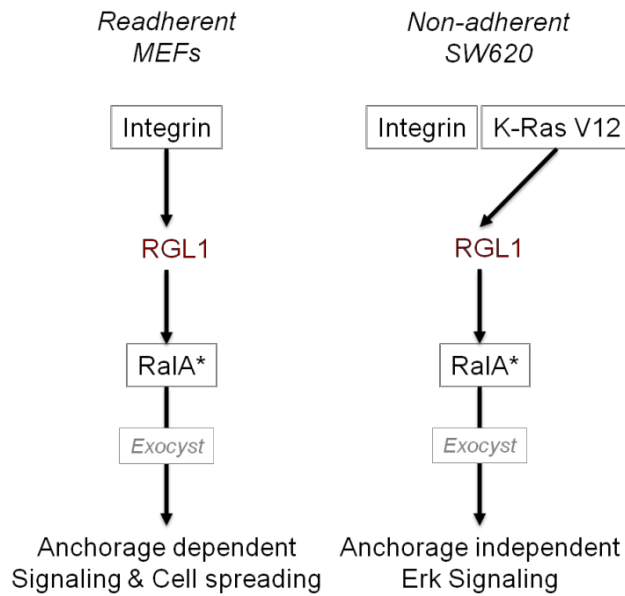 Readherent
MEFs
Integrin
RGL1
RalA*
Exocyst
Anchorage dependent
Signaling & Cell spreading
Non-adherent
SW620
Integrin
K-Ras V12
RGL1
RalA*
Exocyst
Anchorage independent
Erk Signaling